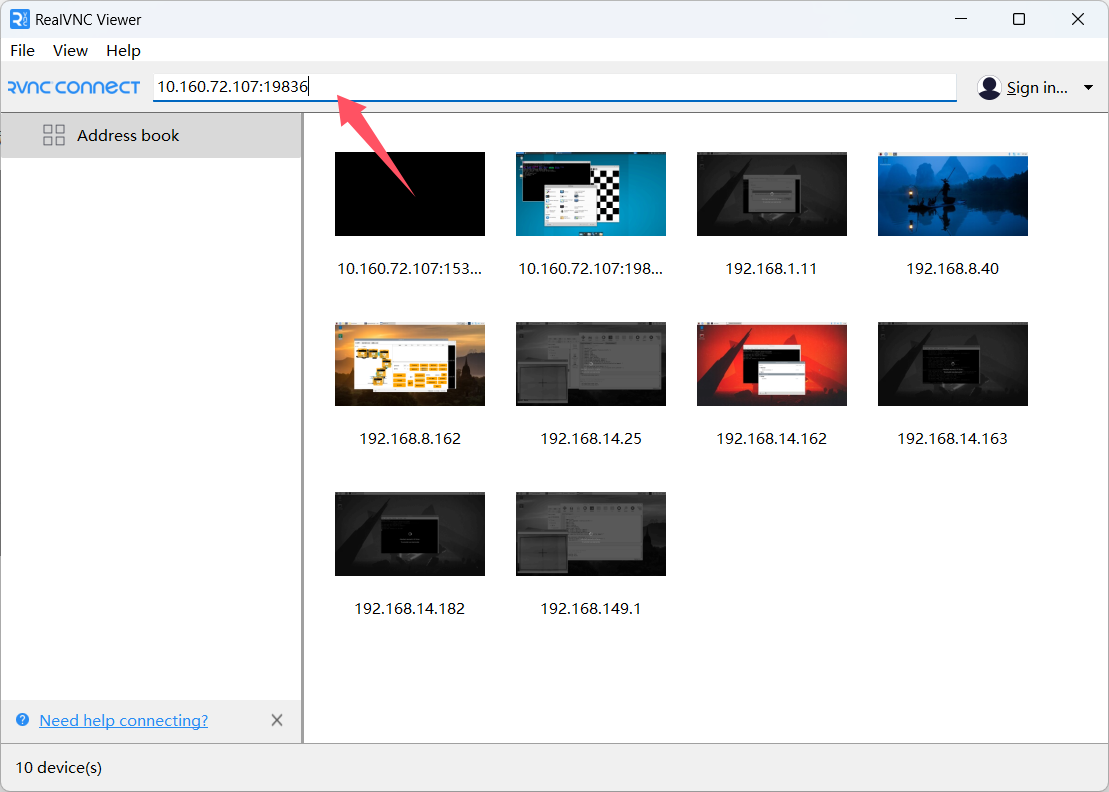 RealVNC Viewer
File View Help
RVNC CONNECT
10.160.72.107:19836
Sign in...
Address book
10.160.72.107:153...
10.160.72.107:198...
192.168.1.11
192.168.8.40
192.168.8.162
192.168.14.25
192.168.14.162
192.168.14.163
192.168.14.182
192.168.149.1
Need help connecting?
10 device(s)